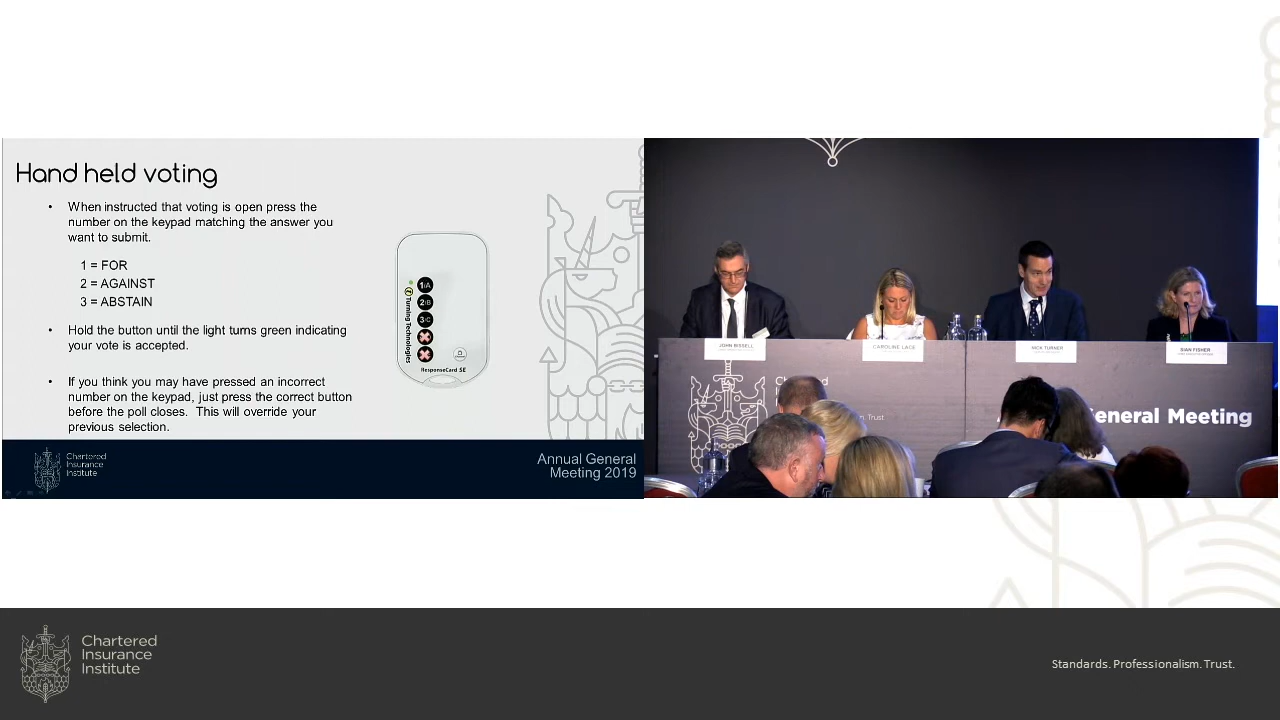 Hand held voting
• When instructed that voting is open press the
number on the keypad matching the answer you
want to submit.
1 = FOR
2 = AGAINST
3 = ABSTAIN
• Hold the button until the light turns green indicating
your vote is accepted.
• If you think you may have pressed an incorrect
number on the keypad, just press the correct button
before the poll closes. This will override your
previous selection.
1/A
2/B
3/C
Turning Technologies
ResponseCard SE
Chartered
Insurance
Institute
Annual General
Meeting 2019
JOHN BISSELL
CAROLINE LACE
NICK TURNER
SIAN FISHER
Chartered
Trust
General Meeting
Chartered
Insurance
Institute
Standards. Professionalism. Trust.